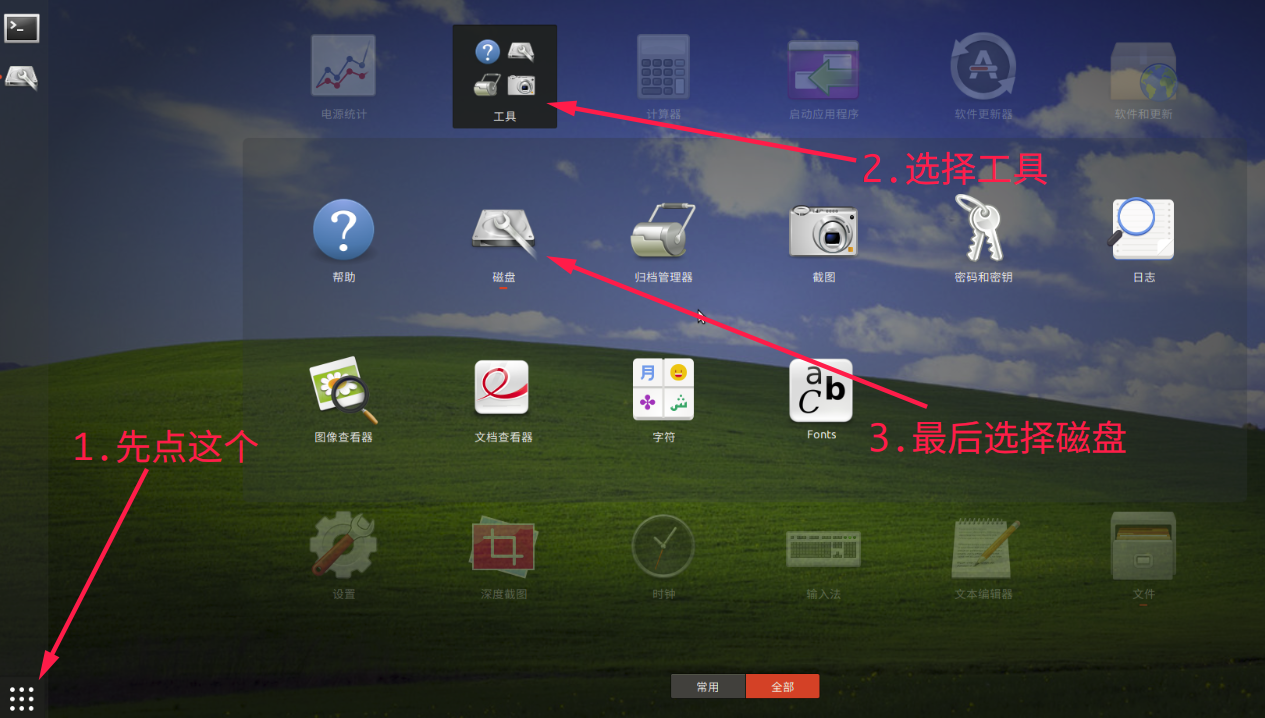 电源统计
工具
计算器
启动应用程序
软件更新器
软件和更新
2.选择工具
帮助
磁盘
归档管理器
截图
密码和密钥
日志
图像查看器
文档查看器
字符
Fonts
1.先点这个
3.最后选择磁盘
设置
深度截图
时钟
输入法
文本编辑器
文件
常用
全部